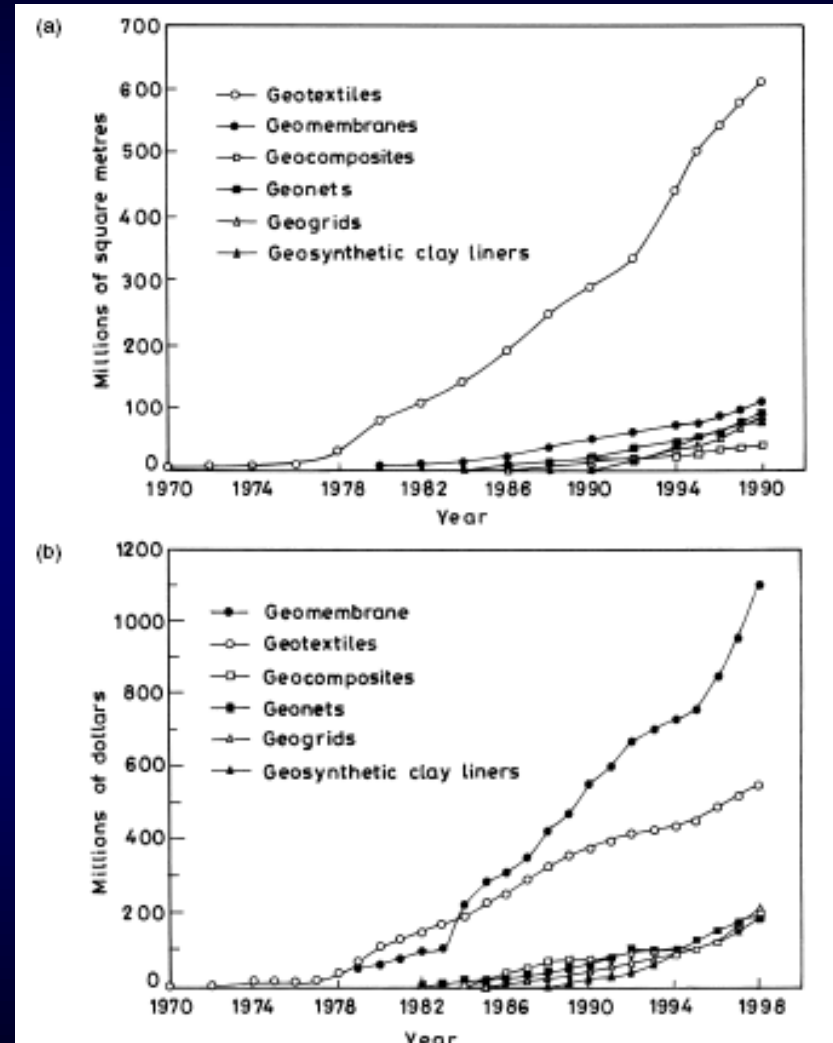 (a)
700
600
500
400
300
200
100
0
Millions of square metres
Geotextiles
Geomembranes
Geocomposites
Geonets
Geogrids
Geosynthetic clay liners
1970 1974 1978 1982 1986 1990 1994 1990
Year
(b)
1200
1000
800
600
400
200
0
Millions of dollars
Geomembrane
Geotextiles
Geocomposites
Geonets
Geogrids
Geosynthetic clay liners
1970 1974 1978 1982 1986 1990 1994 1998
Year